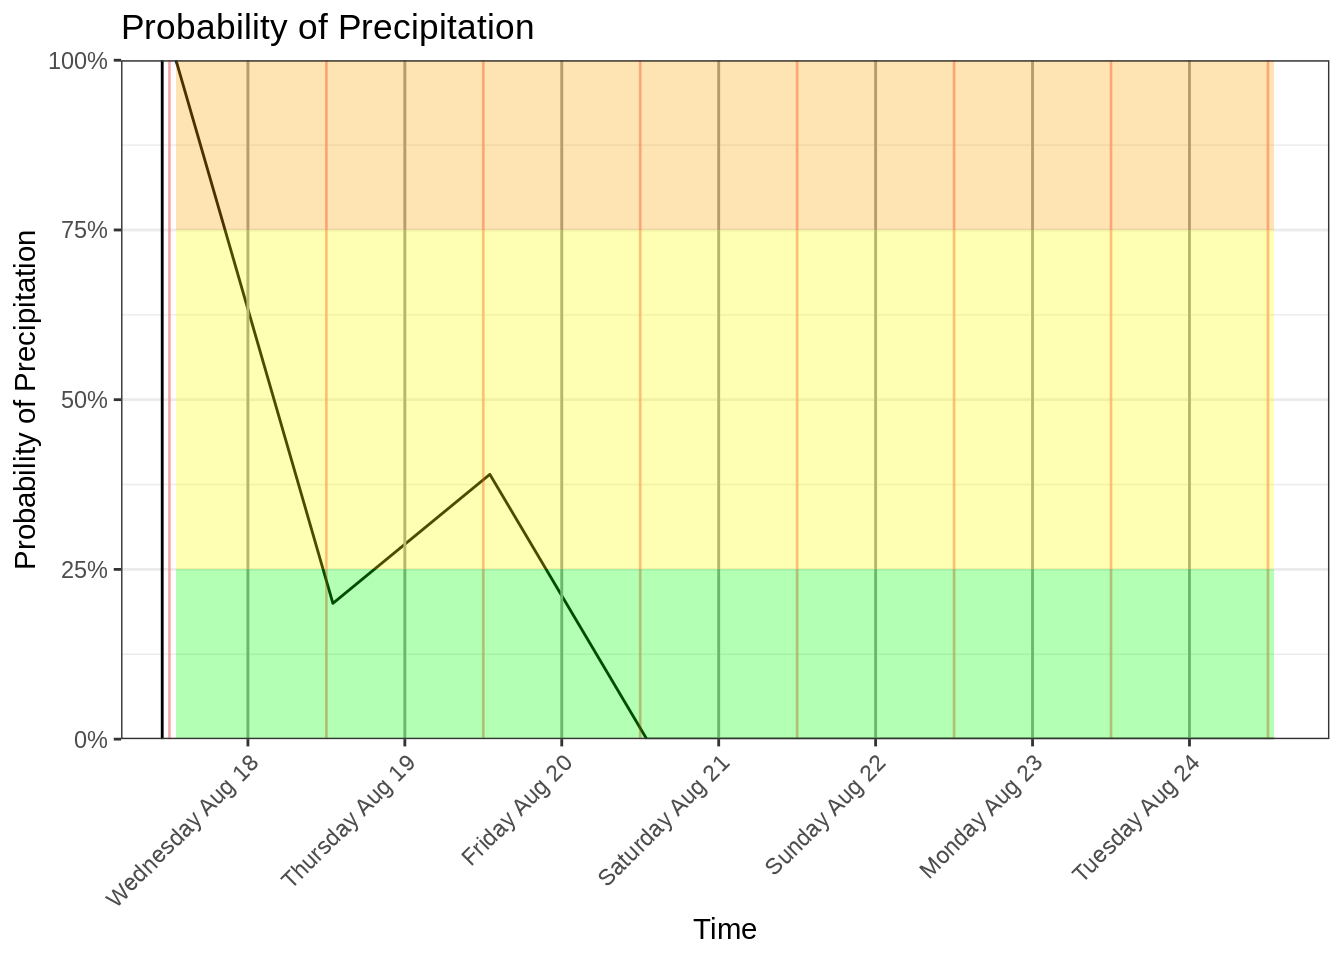 Probability of Precipitation
Probability of Precipitation
100%
75%
50%
25%
0%
Wednesday Aug 18
Thursday Aug 19
Friday Aug 20
Saturday Aug 21
Sunday Aug 22
Monday Aug 23
Tuesday Aug 24
Time